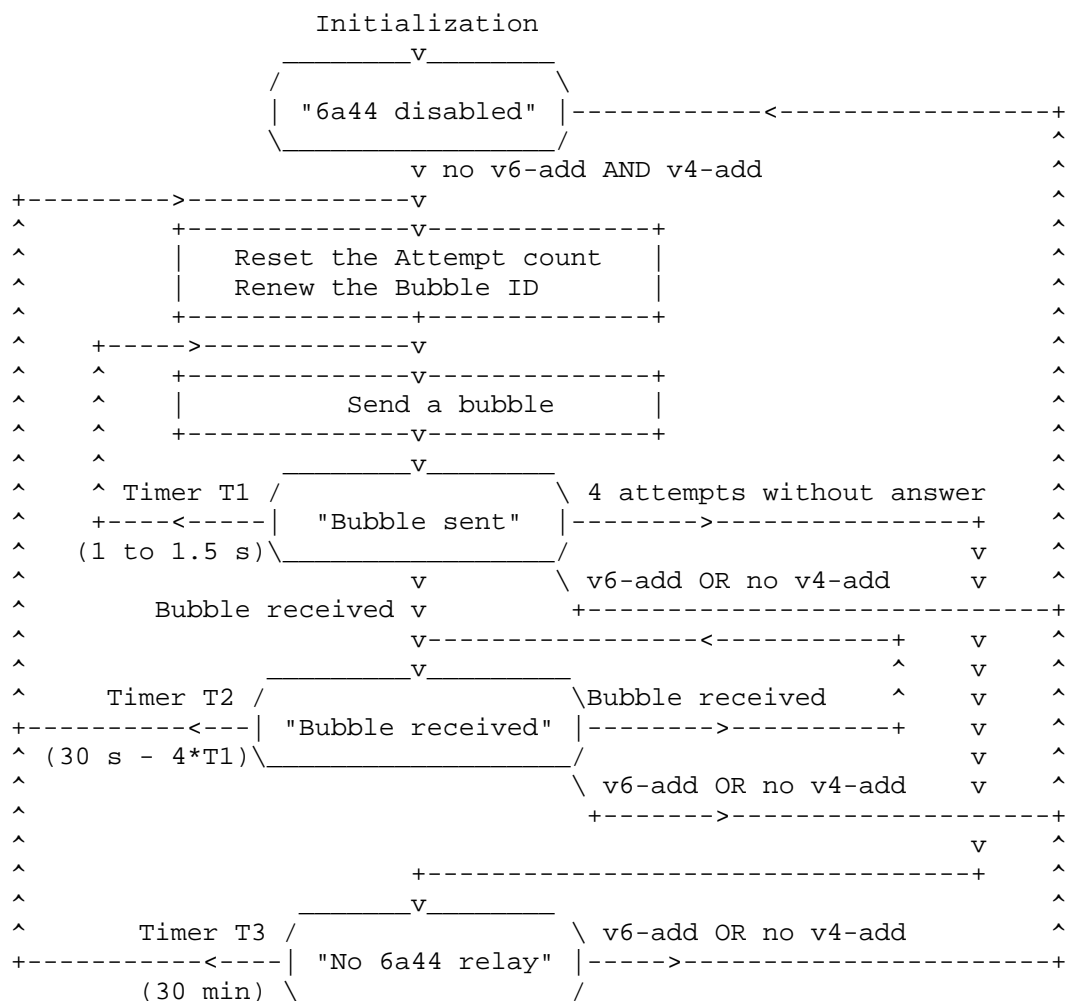 Initialization
"6a44 disabled"
no v6-add AND v4-add
Reset the Attempt count
Renew the Bubble ID
Send a bubble
Timer T1 4 attempts without answer
"Bubble sent"
(1 to 1.5 s)
v6-add OR no v4-add
Bubble received
Timer T2 Bubble received
"Bubble received"
(30 s - 4*T1)
v6-add OR no v4-add
Timer T3 v6-add OR no v4-add
"No 6a44 relay"
(30 min)